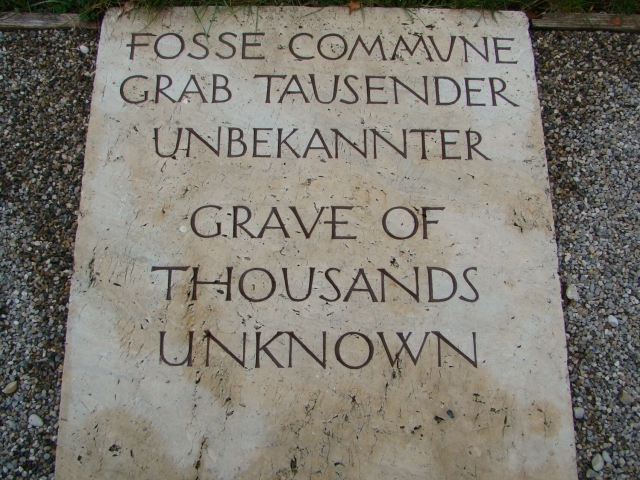 FOSSE COMMUNE
GRAB TAUSENDER
UNBEKANNTER
GRAVE OF
THOUSANDS
UNKNOWN